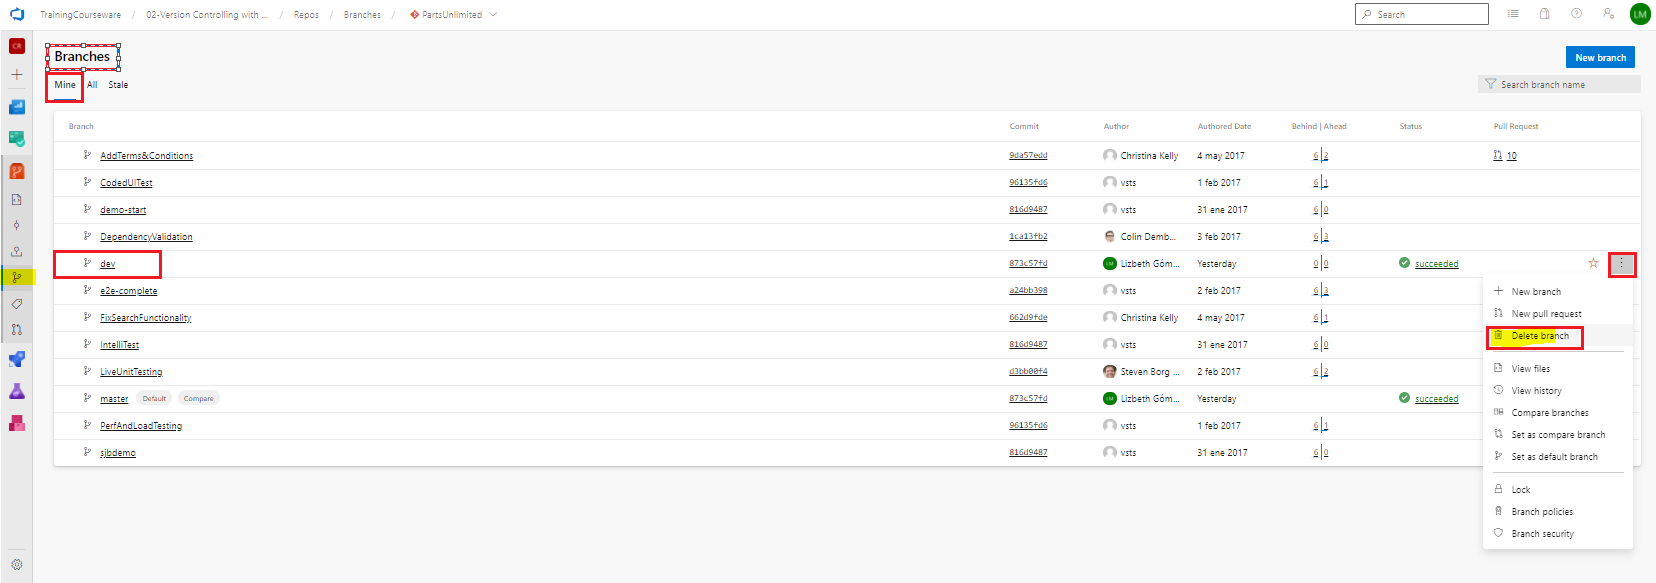 TrainingCourseware / 02-Version Controlling with ... / Repos / Branches / PartsUnlimited
Search
LM
CR
Branches
New branch
Mine All Stale
Search branch name
Branch Commit Author Authored Date Behind | Ahead Status Pull Request
AddTerms&Conditions 9da57edd Christina Kelly 4 may 2017 6 2 10
CodedUITest 96135fd6 vsts 1 feb 2017 6 1
demo-start 816d9487 vsts 31 ene 2017 6 0
DependencyValidation 1ca13fb2 Colin Demb... 3 feb 2017 6 3
dev 873c57fd LM Lizbeth Góm... Yesterday 0 0 succeeded
e2e-complete a24bb398 vsts 2 feb 2017 6 3
FixSearchFunctionality 662d9fde Christina Kelly 4 may 2017 6 1
IntelliTest 816d9487 vsts 31 ene 2017 6 0
LiveUnitTesting d3bb00f4 Steven Borg ... 2 feb 2017 6 2
master Default Compare 873c57fd LM Lizbeth Góm... Yesterday succeeded
PerfAndLoadTesting 96135fd6 vsts 1 feb 2017 6 1
sjbdemo 816d9487 vsts 31 ene 2017 6 0
New branch
New pull request
Delete branch
View files
View history
Compare branches
Set as compare branch
Set as default branch
Lock
Branch policies
Branch security